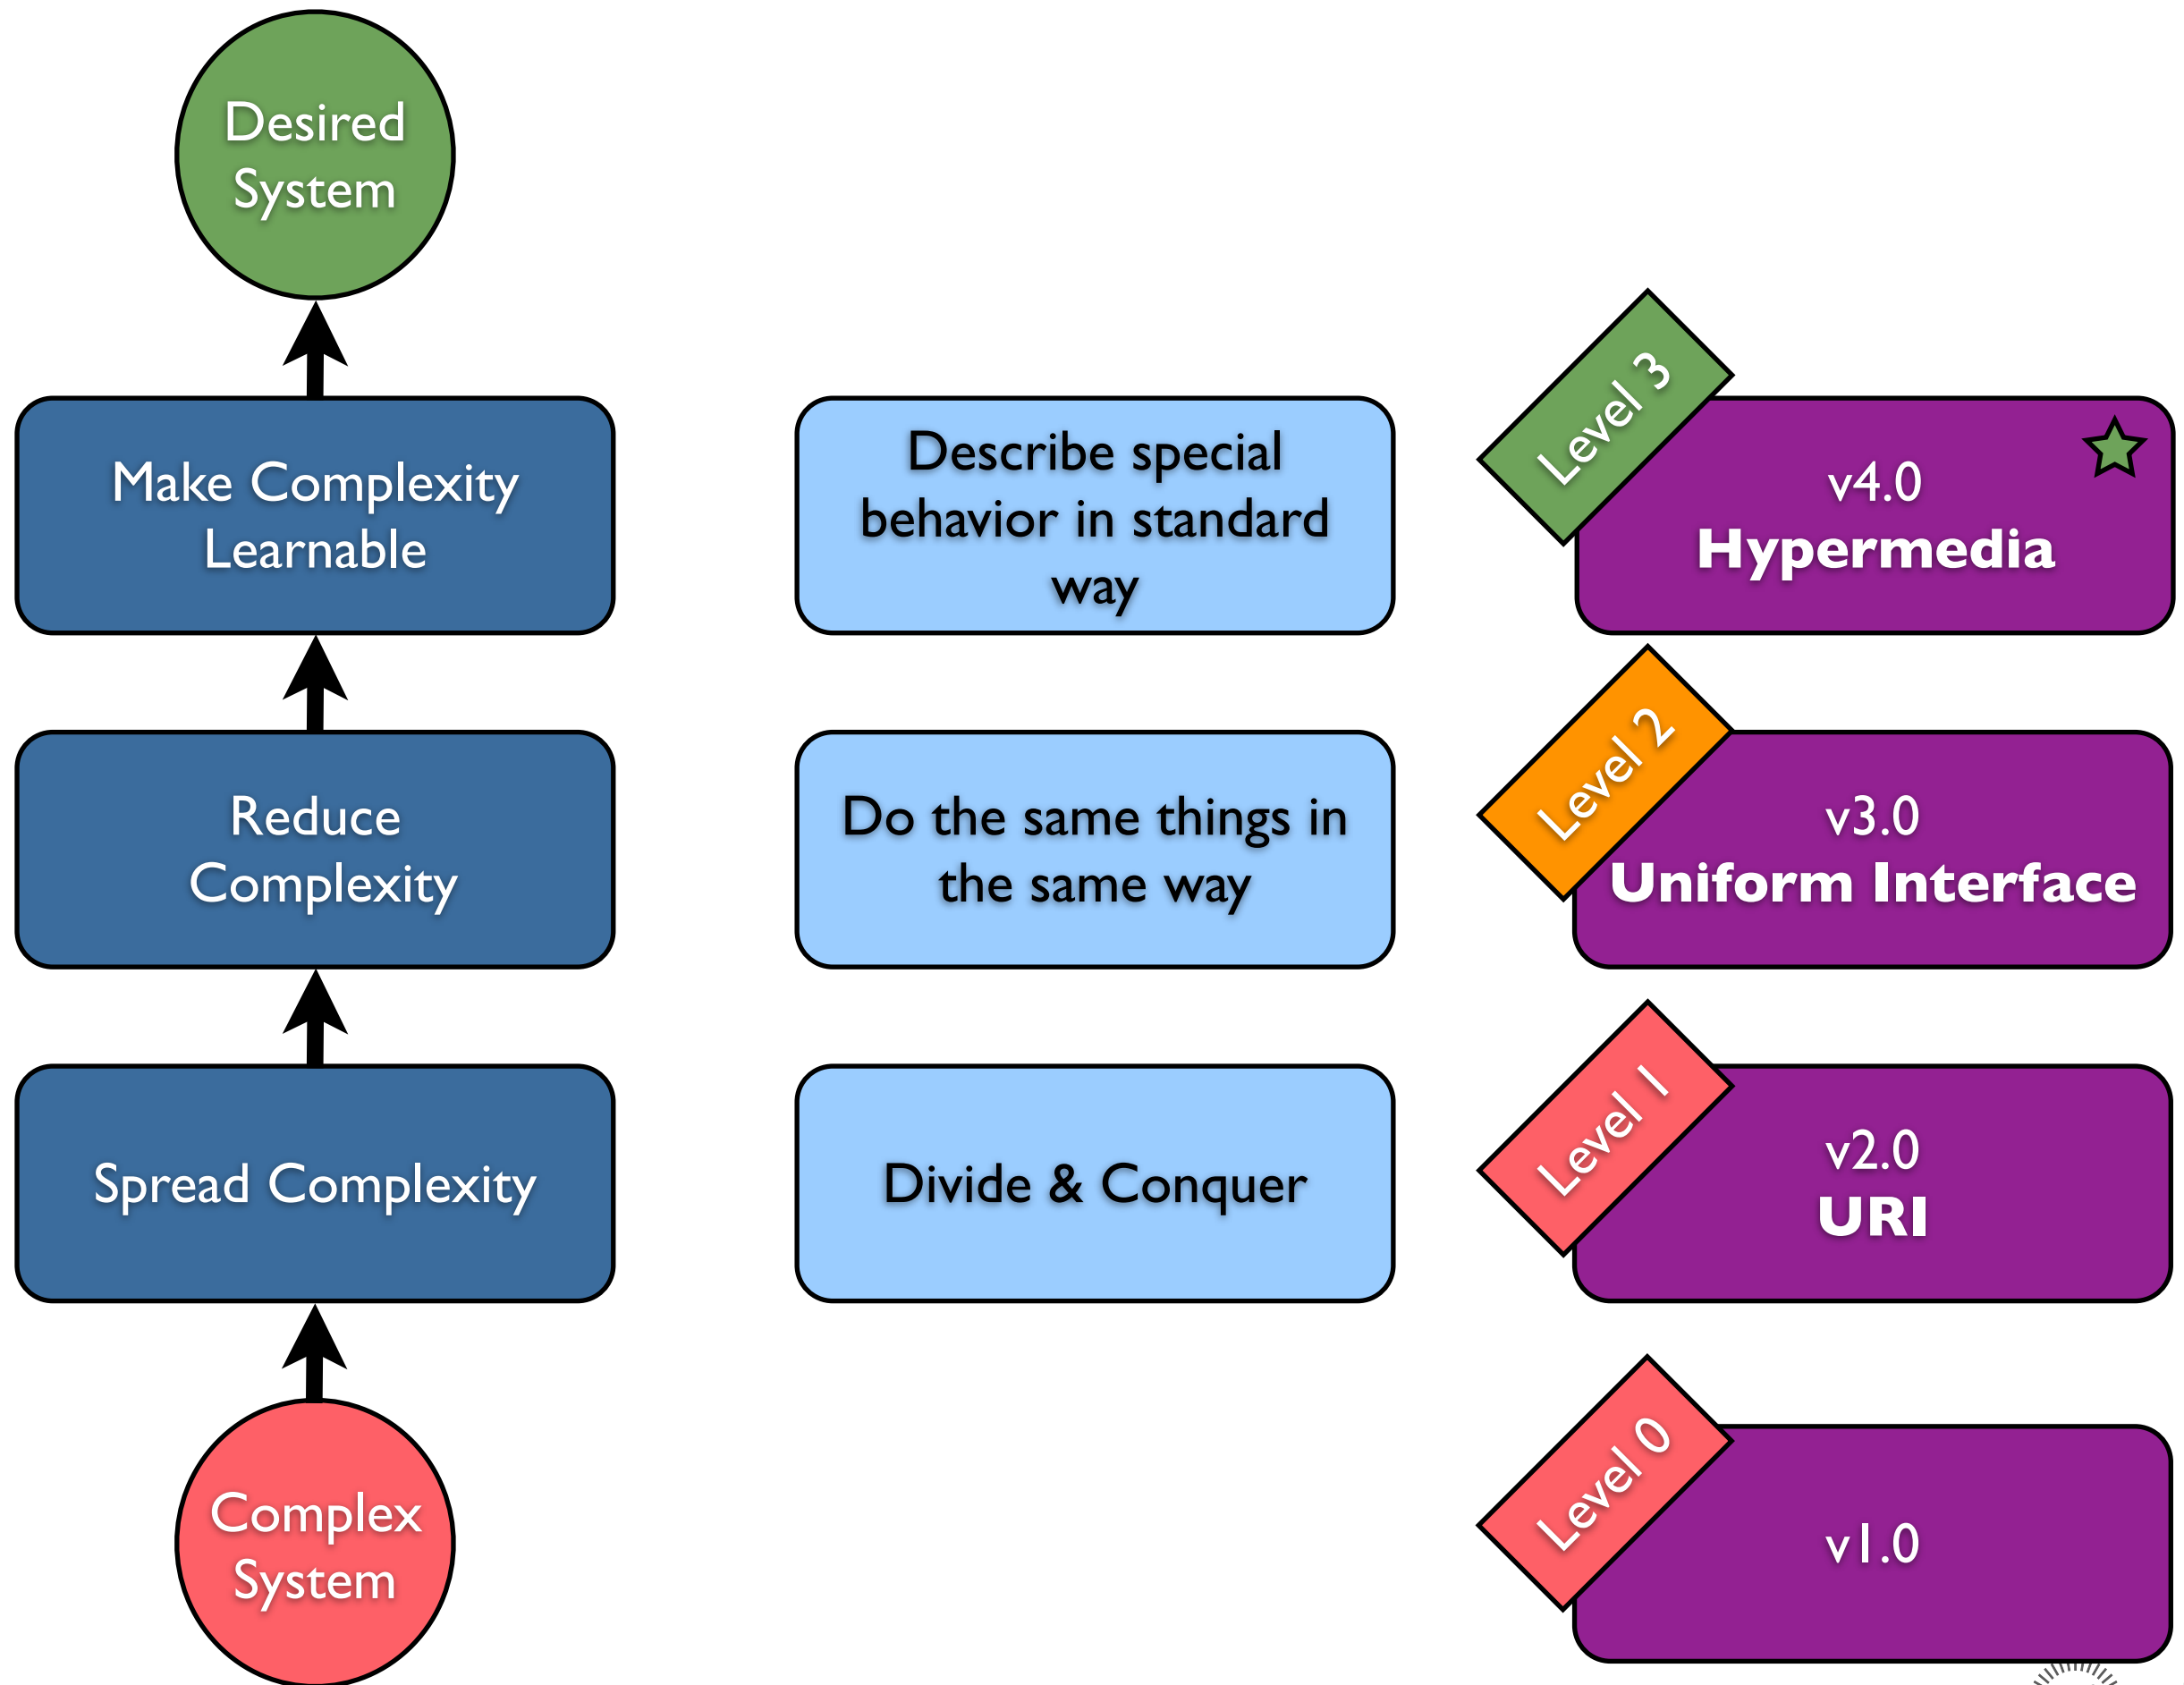 Desired
System
Level 3
Make Complexity
Learnable
Describe special
behavior in standard
way
v4.0
Hypermedia
Level 2
Reduce
Complexity
Do the same things in
the same way
v3.0
Uniform Interface
Level 1
Spread Complexity
Divide & Conquer
v2.0
URI
Level 0
Complex
System
v1.0